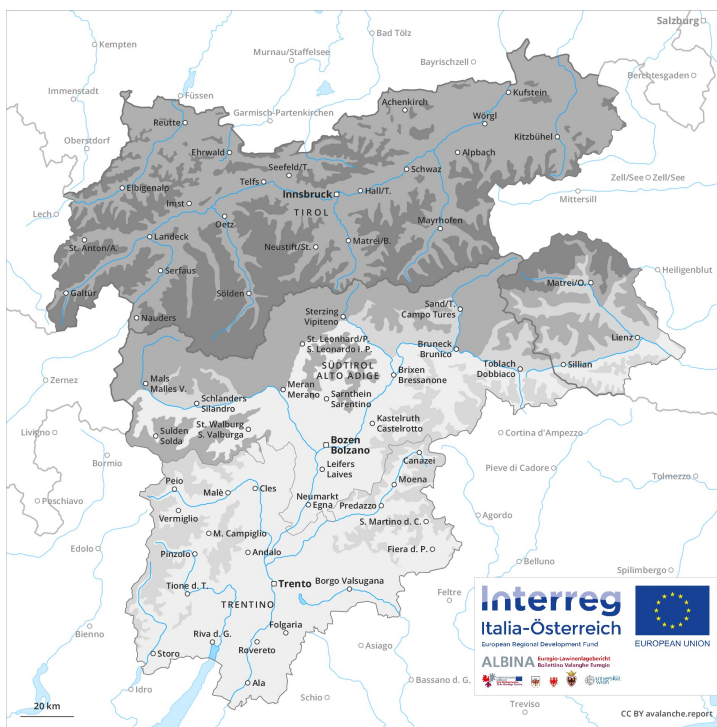 Salzburg
Bad Tölz
Kempten
Murnau/Staffelsee
Bayrischzell
Berchtesgaden
Immenstadt
Füssen
Kufstein
Achenkirch
Garmisch-Partenkirchen
Wörgl
Reutte
Kitzbühel
Oberstdorf
Ehrwald
Alpbach
Seefeld/T.
Schwaz
Zell/See
Zell/See
Telfs
Elbigenalp
Innsbruck
Hall/T.
Mittersill
Imst
Lech
TIROL
Oetz
Mayrhofen
Landeck
St. Anton/A.
Neustift/St.
Matrei/B.
Serfaus
Heiligenblut
Matrei/O.
Galtür
Sölden
Sand/T.
Campo Tures
Nauders
Sterzing
Vipiteno
St. Leonhard/P.
S. Leonardo i. P.
Lienz
Bruneck
Brunico
SÜDTIROL
ALTO ADIGE
Toblach
Dobbiaco
Sillian
Brixen
Bressanone
Zernez
Mals
Malles V.
Meran
Merano
Sarnthein
Sarentino
Schlanders
Silandro
St. Walburg
S. Valburga
Kastelruth
Castelrotto
Livigno
Sulden
Solda
Cortina d'Ampezzo
Bozen
Bolzano
Bormio
Canazei
Pieve di Cadore
Leifers
Laives
Tolmezzo
Peio
Moena
Malè
Cles
Poschiavo
Neumarkt
Egna
Predazzo
Vermiglio
Agordo
S. Martino d. C.
M. Campiglio
Edolo
Fiera d. P.
Pinzolo
Andalo
Belluno
Spilimbergo
Trento
Borgo Valsugana
Tione d. T.
Feltre
TRENTINO
Folgaria
Bienno
Riva d. G.
Rovereto
Asiago
Storo
Bassano d. G.
Idro
Ala
Schio
Treviso
20 km
Interreg
Italia-Österreich
European Regional Development Fund
EUROPEAN UNION
ALBINA Euregio-Lawinenlagebericht
Bollettino Valanghe Euregio
CC BY avalanche.report